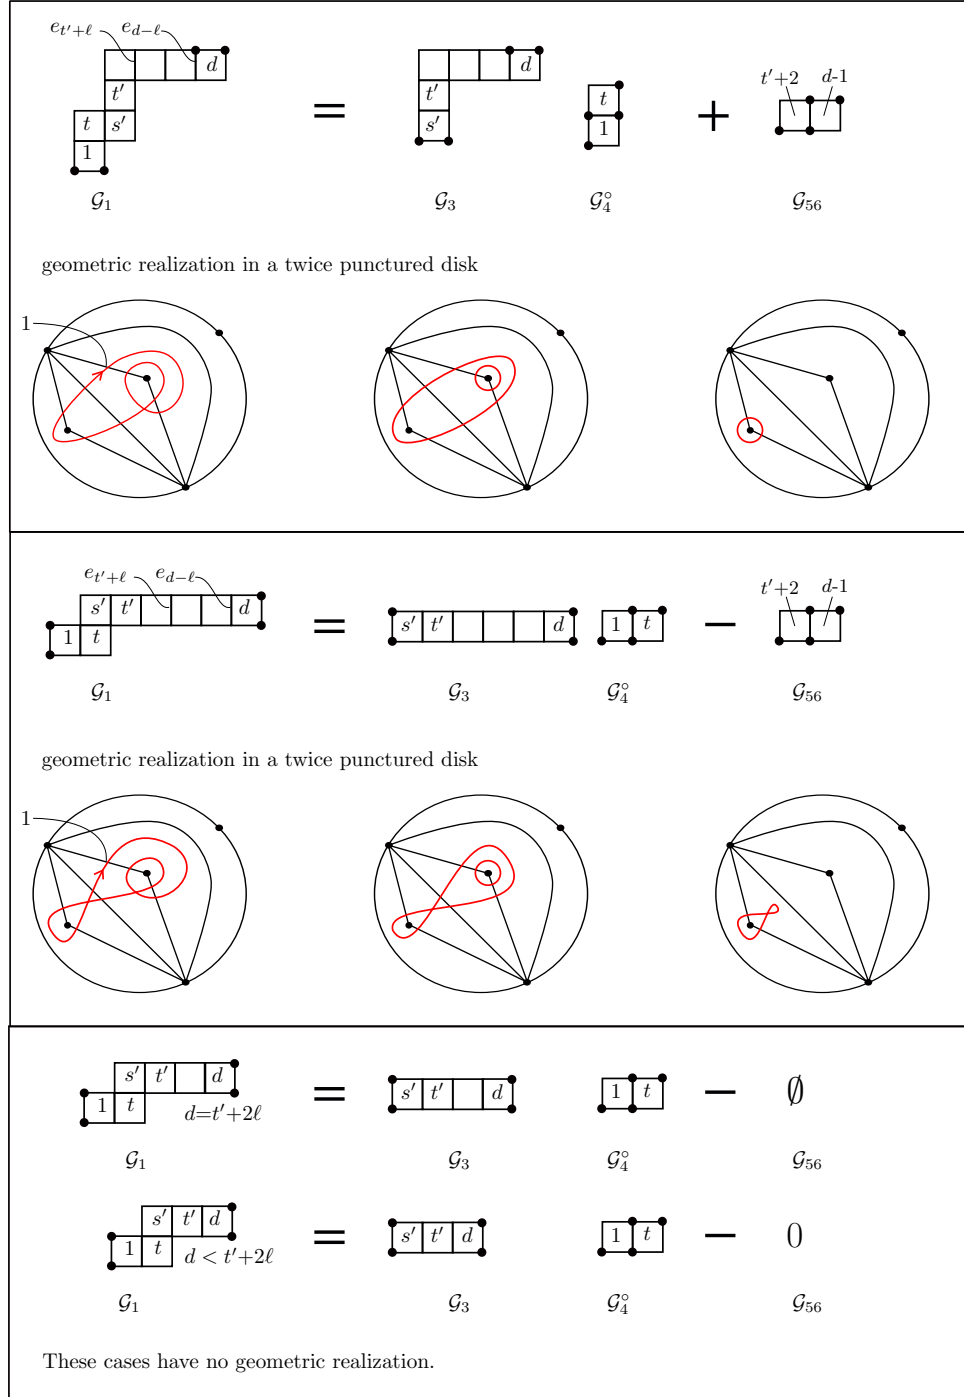 e_{t′+ℓ} e_{d−ℓ}
d
t′
t s′
1
=
d
t′
s′
t
1
+
t′+2 d-1
𝒢₁ 𝒢₃ 𝒢₄° 𝒢₅₆
geometric realization in a twice punctured disk
1
e_{t′+ℓ} e_{d−ℓ}
s′ t′ d
1 t
=
s′ t′ d
1 t
−
t′+2 d-1
𝒢₁ 𝒢₃ 𝒢₄° 𝒢₅₆
geometric realization in a twice punctured disk
1
s′ t′ d
1 t
d=t′+2ℓ
=
s′ t′ d
1 t
− ∅
𝒢₁ 𝒢₃ 𝒢₄° 𝒢₅₆
s′ t′ d
1 t
d < t′+2ℓ
=
s′ t′ d
1 t
− 0
𝒢₁ 𝒢₃ 𝒢₄° 𝒢₅₆
These cases have no geometric realization.